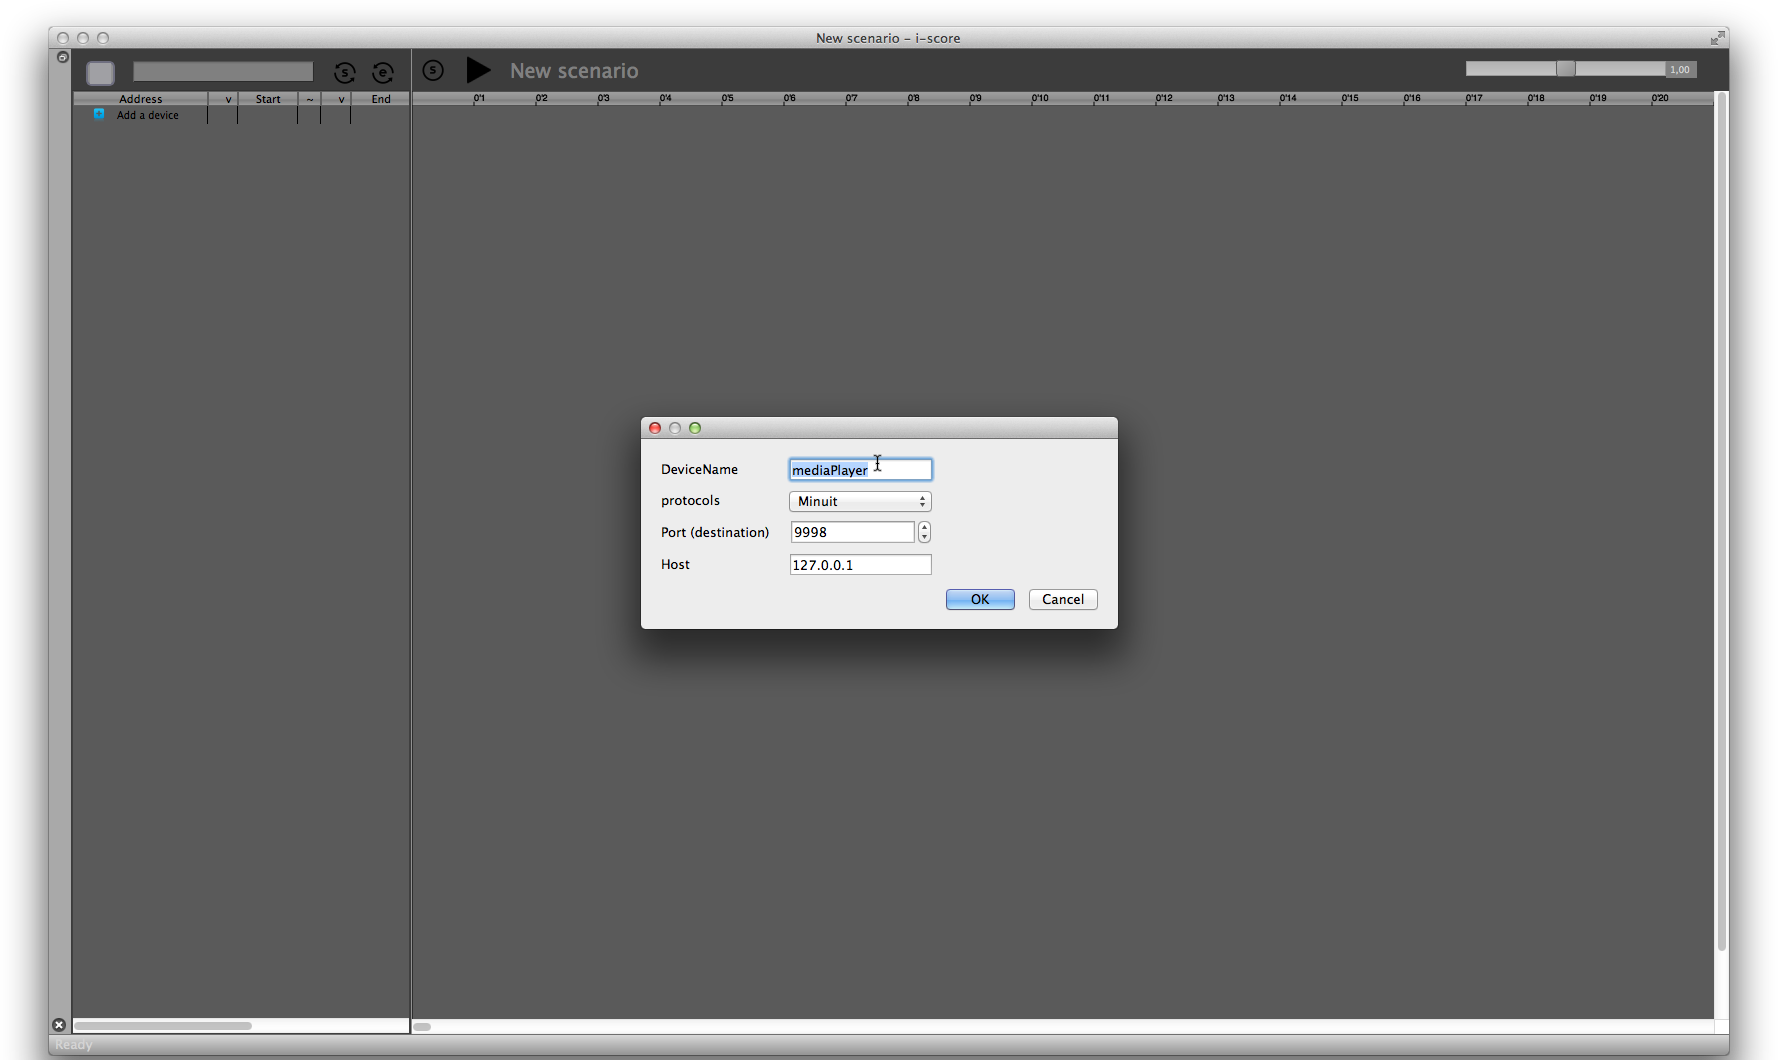 New scenario – i-score
S e S New scenario 1,00
Address v Start ~ v End 0'1 0'2 0'3 0'4 0'5 0'6 0'7 0'8 0'9 0'10 0'11 0'12 0'13 0'14 0'15 0'16 0'17 0'18 0'19 0'20
Add a device
DeviceName mediaPlayer
protocols Minuit
Port (destination) 9998
Host 127.0.0.1
OK Cancel
Ready